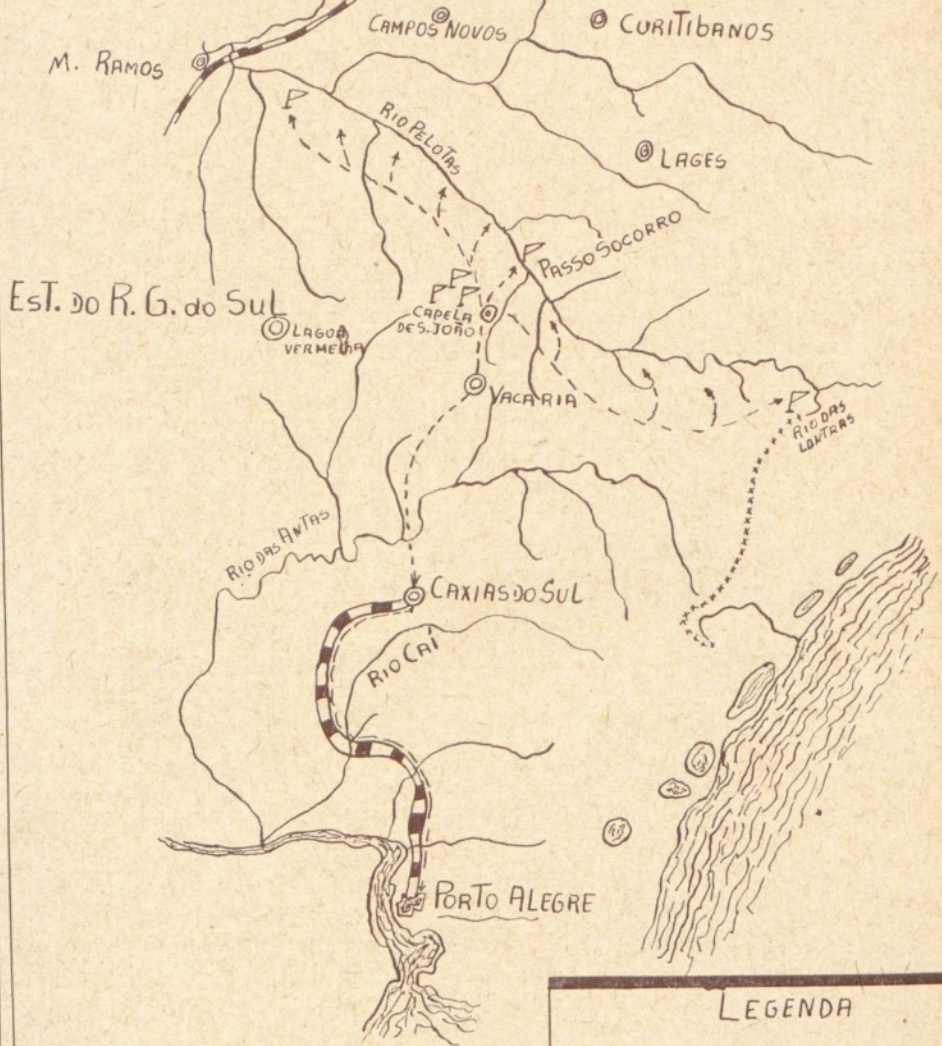 CAMPOS NOVOS
CURITIBANOS
M. RAMOS
RIO PELOTAS
LAGES
PASSO SOCORRO
EST. DO R. G. do SUL
CAPELA
DE S. JOÃO
LAGOA
VERMELHA
VACARIA
RIO DAS
LONTRAS
RIO DAS ANTAS
CAXIAS DO SUL
RIO CAÍ
PORTO ALEGRE
LEGENDA